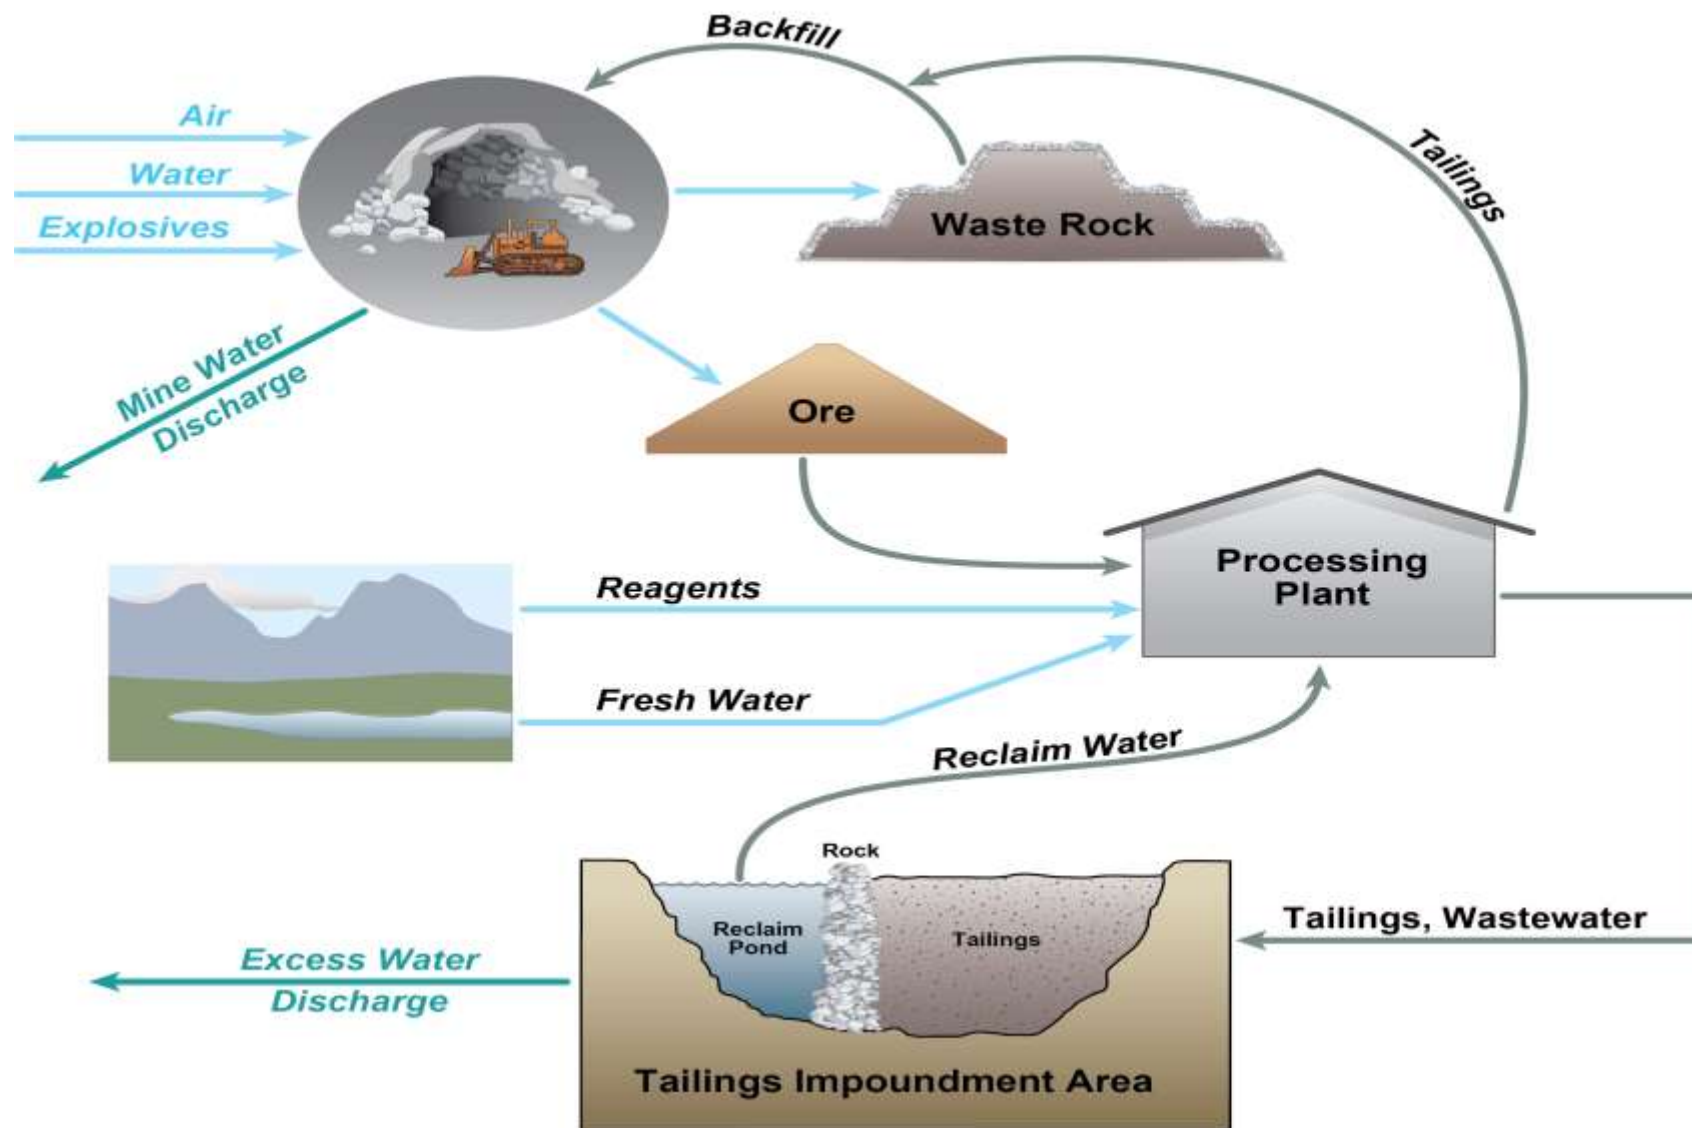 Backfill
Air
Water
Explosives
Tailings
Waste Rock
Mine Water
Discharge
Ore
Processing
Plant
Reagents
Fresh Water
Reclaim Water
Rock
Reclaim
Pond
Tailings
Tailings, Wastewater
Excess Water
Discharge
Tailings Impoundment Area